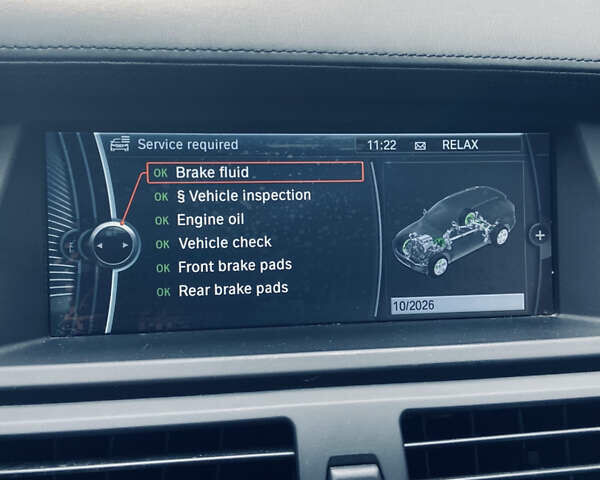 Service required 11:22 RELAX
OK Brake fluid
OK § Vehicle inspection
OK Engine oil
OK Vehicle check
OK Front brake pads
OK Rear brake pads
+
10/2026